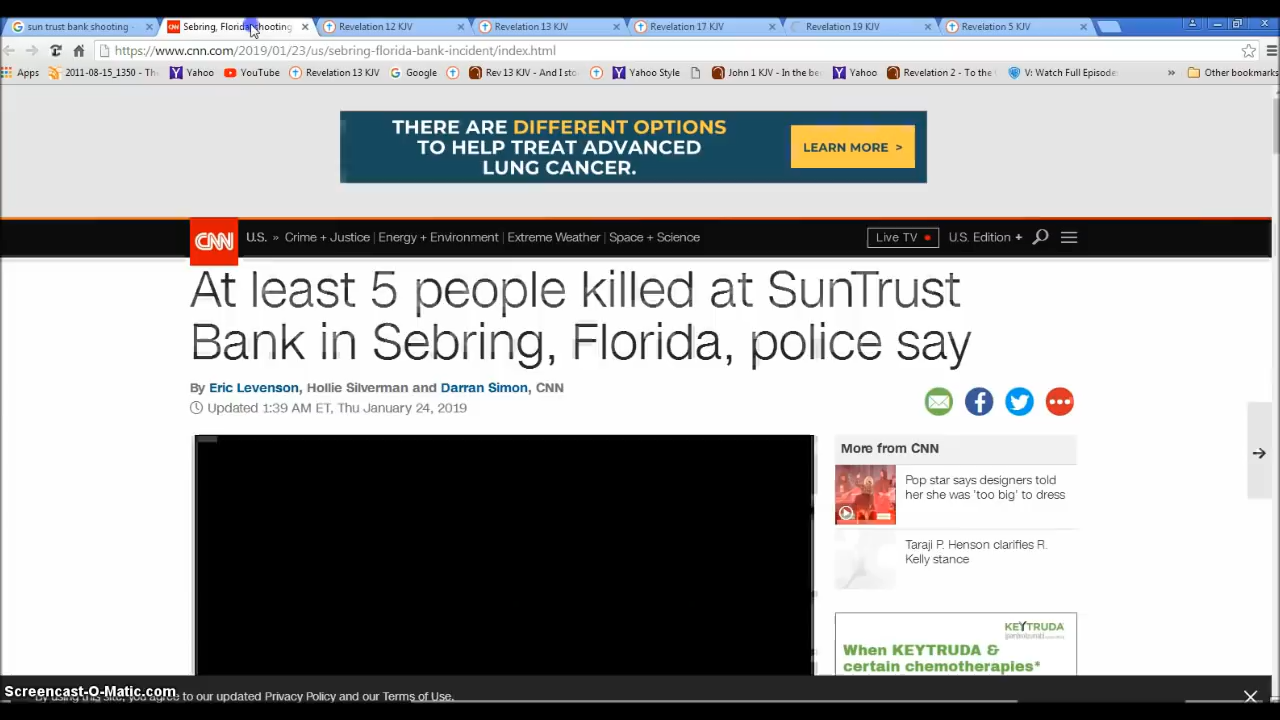 sun trust bank shooting
Sebring, Florida shooting
Revelation 12 KJV
Revelation 13 KJV
Revelation 17 KJV
Revelation 19 KJV
Revelation 5 KJV
https://www.cnn.com/2019/01/23/us/sebring-florida-bank-incident/index.html
Apps
2011-08-15_1350 - Th
Yahoo
YouTube
Revelation 13 KJV
Google
Rev 13 KJV - And I sto
Yahoo Style
John 1 KJV - In the be
Yahoo
Revelation 2 - To the
V: Watch Full Episode
»
Other bookmarks
THERE ARE DIFFERENT OPTIONS
TO HELP TREAT ADVANCED
LUNG CANCER.
LEARN MORE >
CNN
U.S. » Crime + Justice | Energy + Environment | Extreme Weather | Space + Science
Live TV
U.S. Edition +
At least 5 people killed at SunTrust
Bank in Sebring, Florida, police say
By Eric Levenson, Hollie Silverman and Darran Simon, CNN
Updated 1:39 AM ET, Thu January 24, 2019
More from CNN
Pop star says designers told
her she was 'too big' to dress
Taraji P. Henson clarifies R.
Kelly stance
KEYTRUDA
When KEYTRUDA &
certain chemotherapies*
Screencast-O-Matic.com
By using this site, you agree to our updated Privacy Policy and our Terms of Use.